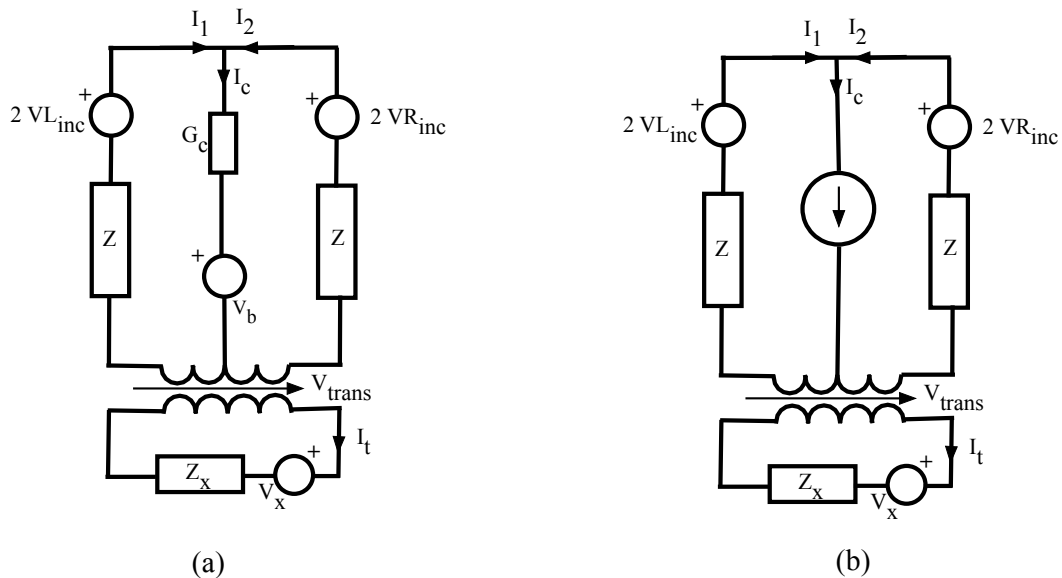 I1 I2
Ic
+
2 VLinc
Gc
+
2 VRinc
Z
+
Vb
Z
Vtrans
It
Zx
Vx
+
(a)
I1 I2
Ic
+
2 VLinc
+
2 VRinc
Z
Z
Vtrans
It
Zx
Vx
+
(b)